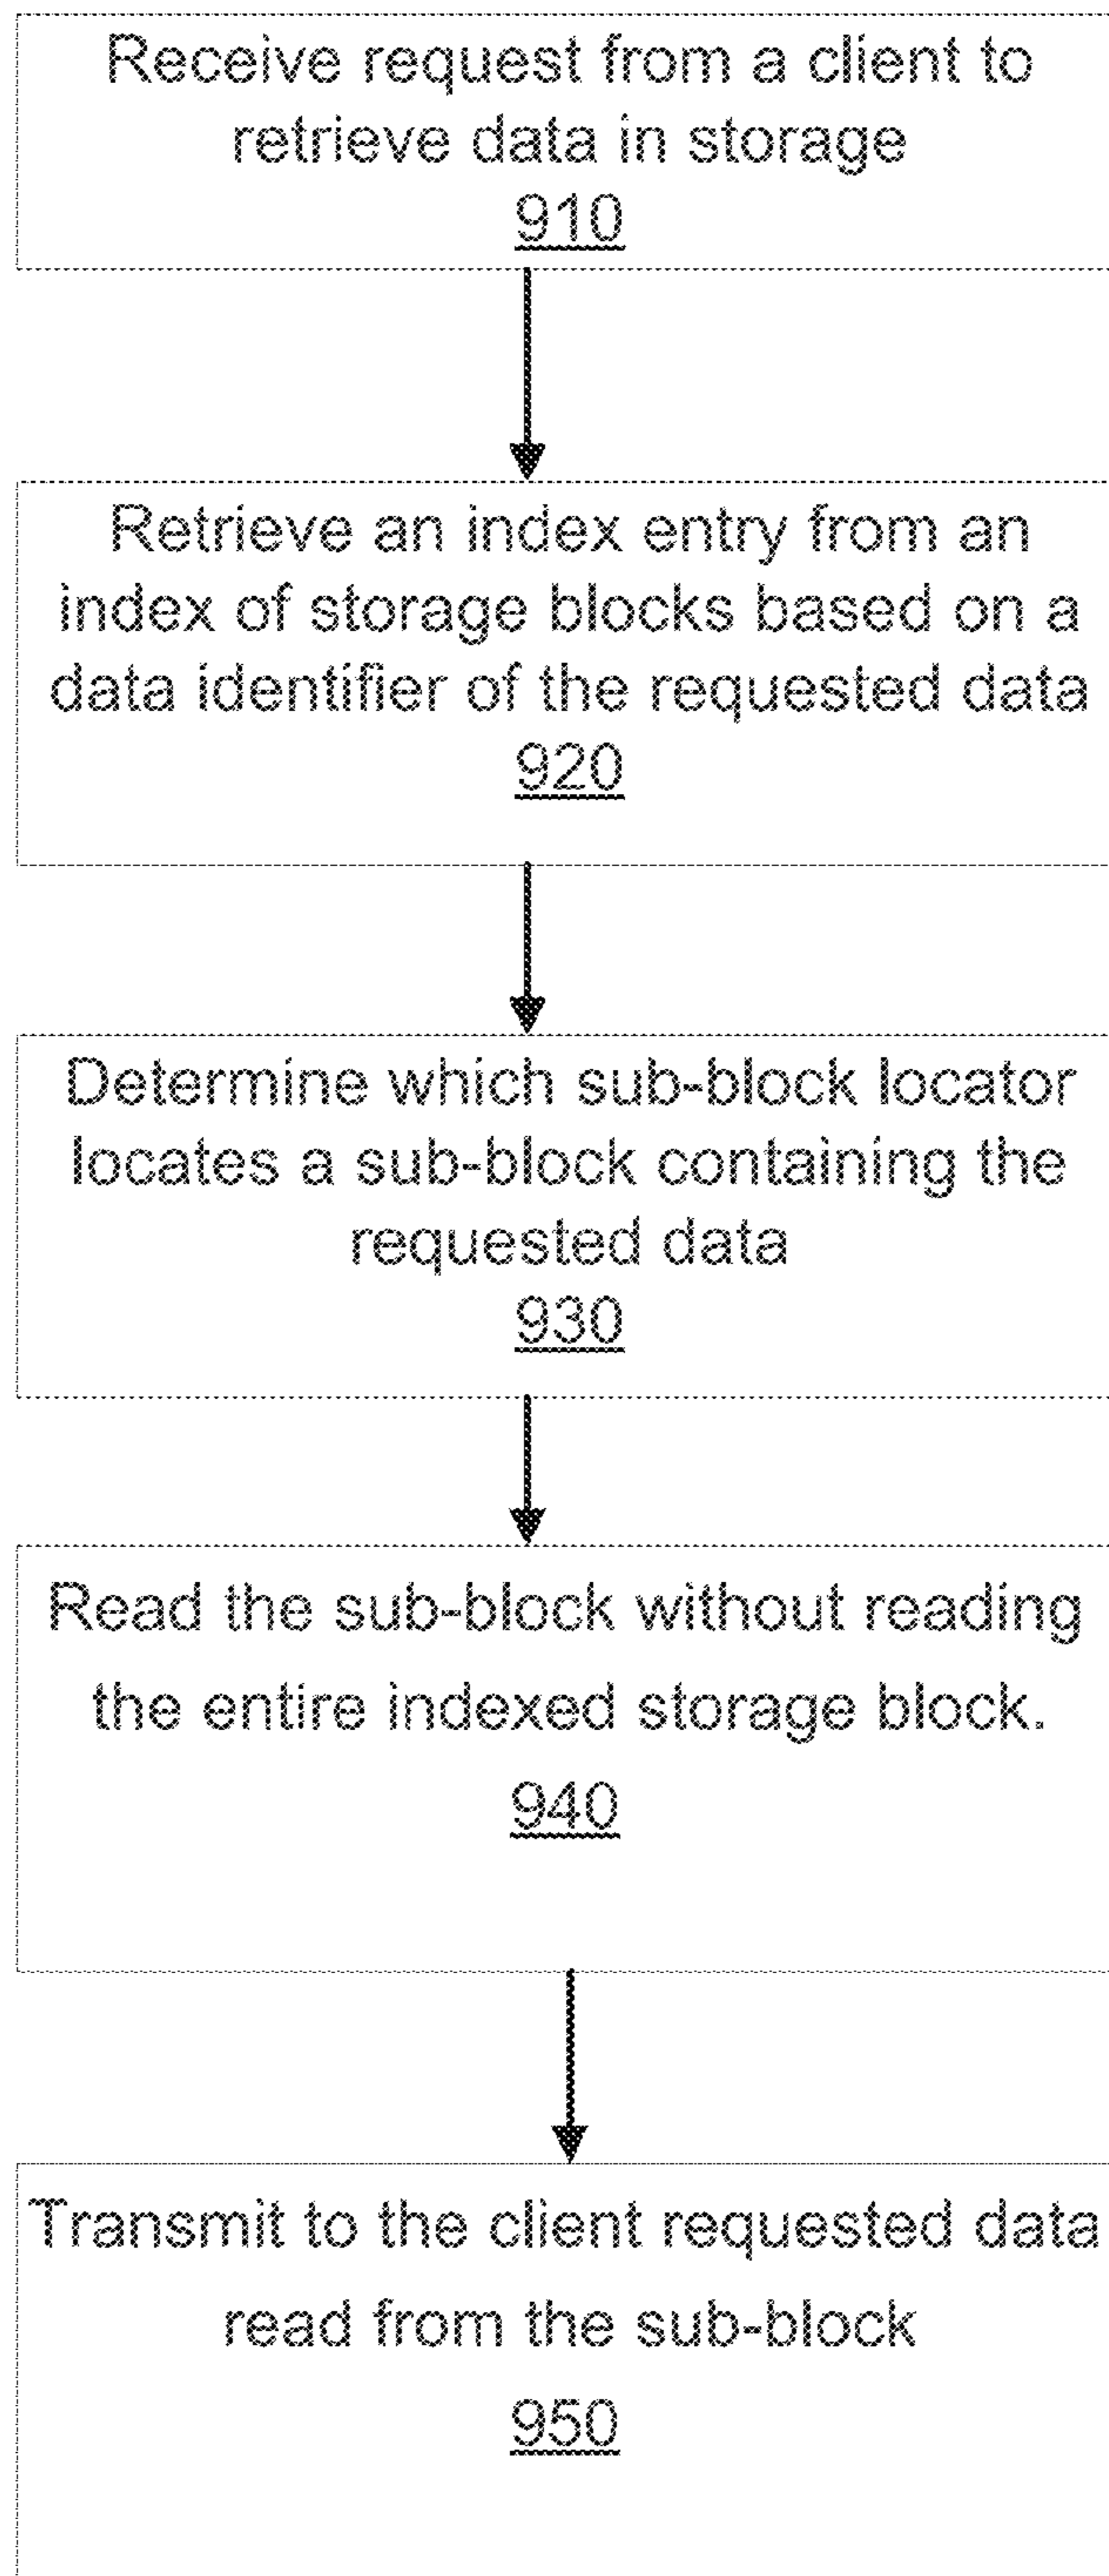 Receive request from a client to
retrieve data in storage
910
Retrieve an index entry from an
index of storage blocks based on a
data identifier of the requested data
920
Determine which sub-block locator
locates a sub-block containing the
requested data
930
Read the sub-block without reading
the entire indexed storage block.
940
Transmit to the client requested data
read from the sub-block
950